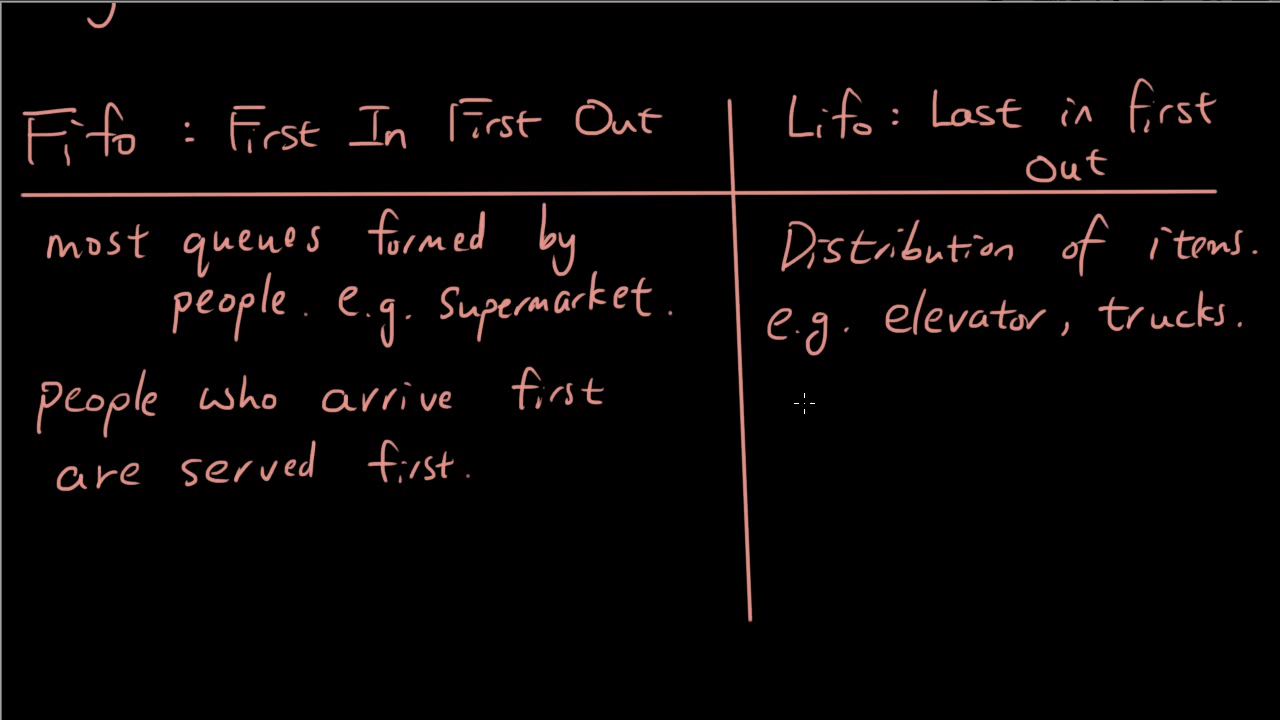 Fifo : First In First Out
most queues formed by
people. e.g. Supermarket.
people who arrive first
are served first.
Lifo : Last in first
out
Distribution of items.
e.g. elevator, trucks.